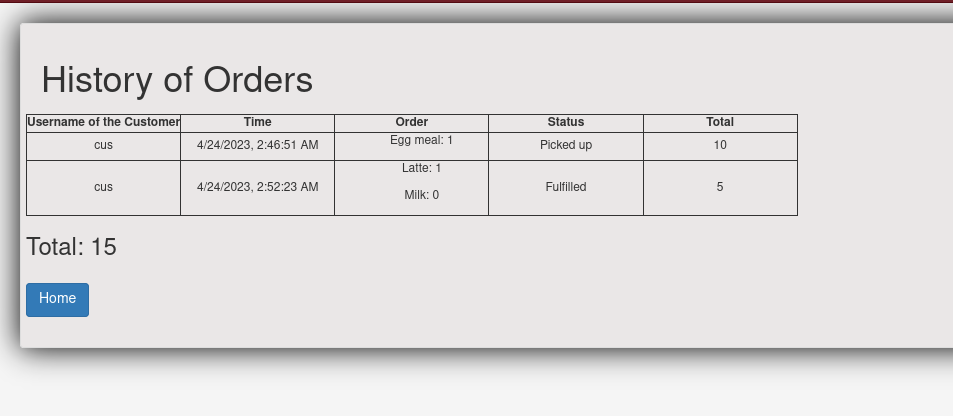 History of Orders
Username of the Customer Time Order Status Total
cus 4/24/2023, 2:46:51 AM Egg meal: 1 Picked up 10
Latte: 1
cus 4/24/2023, 2:52:23 AM Fulfilled 5
Milk: 0
Total: 15
Home